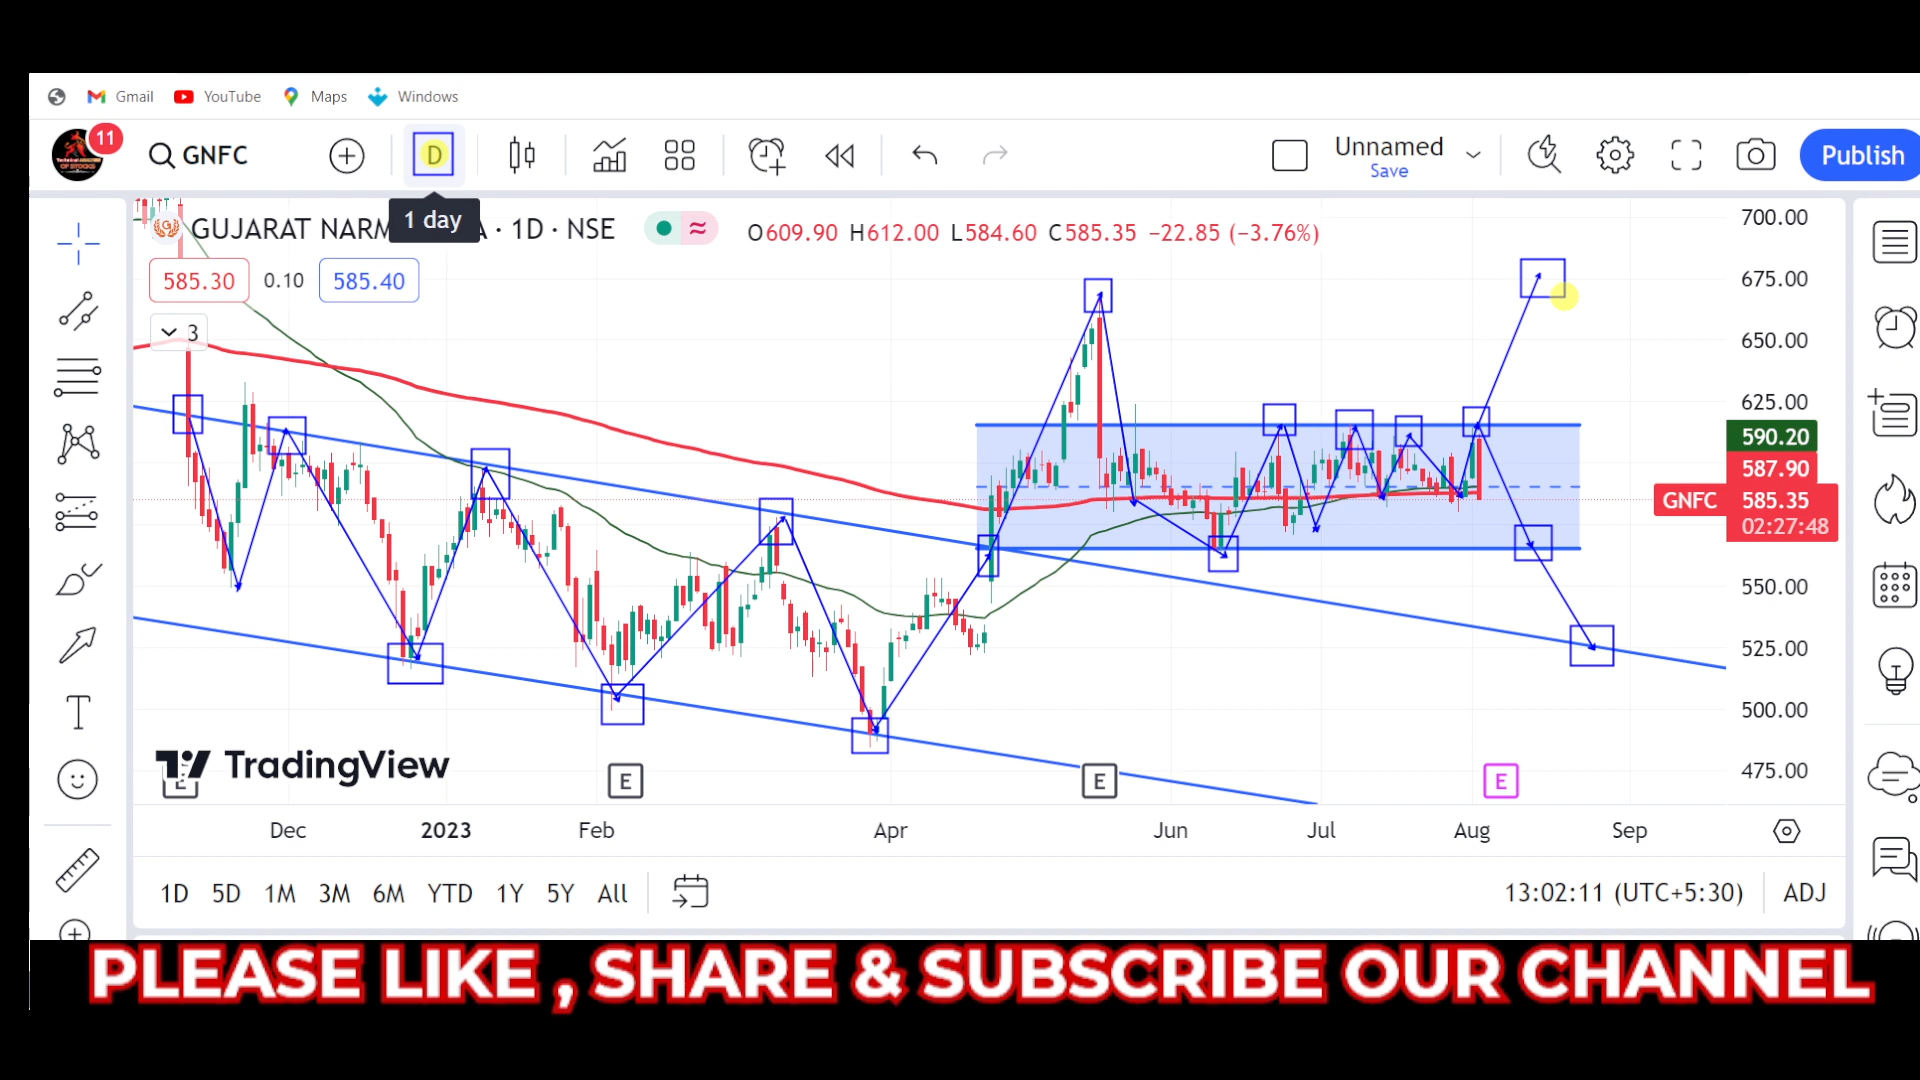 Gmail YouTube Maps Windows
11
GNFC D Unnamed Publish
Save
1 day
GUJARAT NARM A · 1D · NSE O609.90 H612.00 L584.60 C585.35 −22.85 (−3.76%)
585.30 0.10 585.40
3
700.00
675.00
650.00
625.00
590.20
587.90
GNFC 585.35
02:27:48
550.00
525.00
500.00
475.00
TradingView
E E E E
Dec 2023 Feb Apr Jun Jul Aug Sep
1D 5D 1M 3M 6M YTD 1Y 5Y All 13:02:11 (UTC+5:30) ADJ
PLEASE LIKE , SHARE & SUBSCRIBE OUR CHANNEL